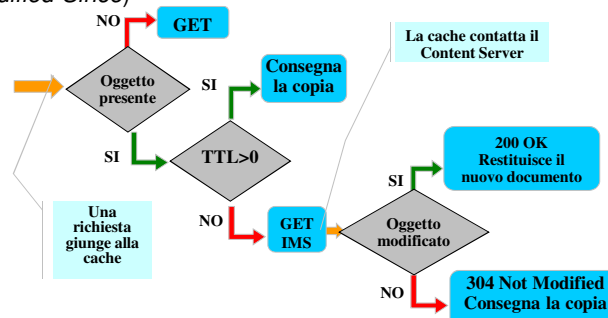 NO
GET
La cache contatta il
Content Server
Oggetto
presente
SI
Consegna
la copia
SI
TTL>0
200 OK
Restituisce il
nuovo documento
SI
Una
richiesta
giunge alla
cache
NO
GET
IMS
Oggetto
modificato
NO
304 Not Modified
Consegna la copia